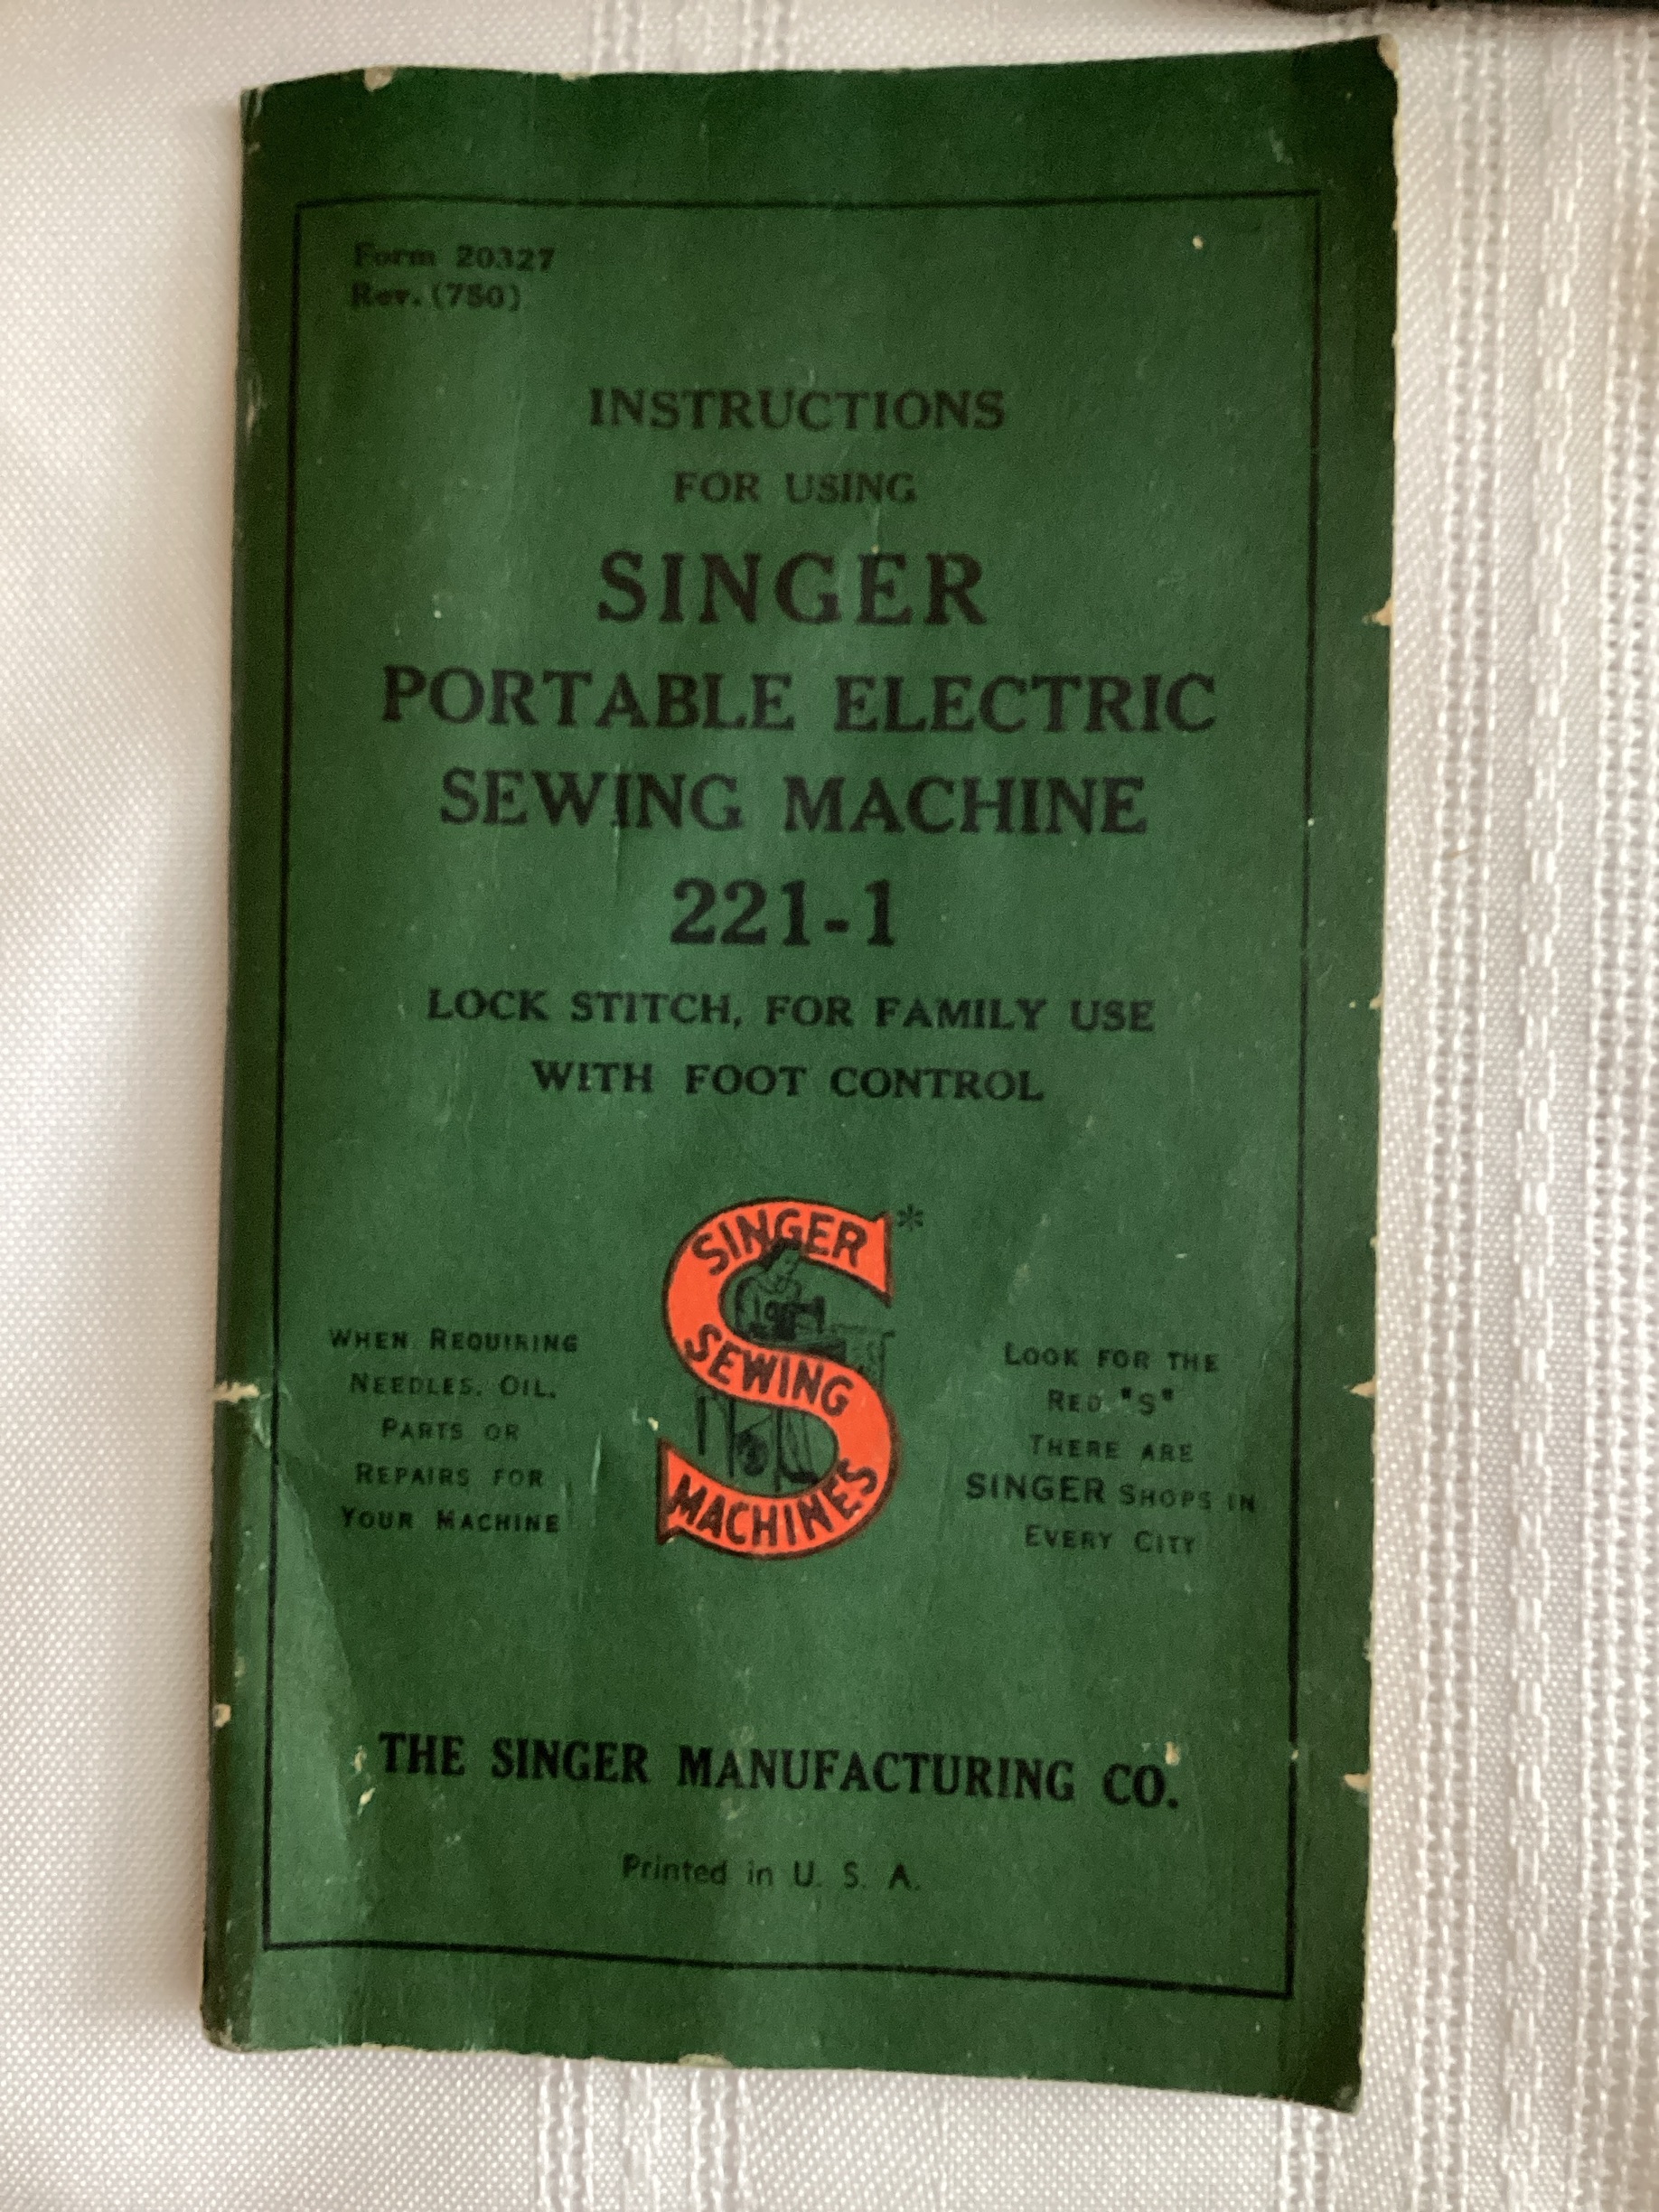 Form 20327
Rev. (750)
INSTRUCTIONS
FOR USING
SINGER
PORTABLE ELECTRIC
SEWING MACHINE
221-1
LOCK STITCH, FOR FAMILY USE
WITH FOOT CONTROL
WHEN REQUIRING
NEEDLES, OIL,
PARTS OR
REPAIRS FOR
YOUR MACHINE
SINGER *
SEWING
MACHINES
LOOK FOR THE
RED "S"
THERE ARE
SINGER SHOPS IN
EVERY CITY
THE SINGER MANUFACTURING CO.
Printed in U. S. A.